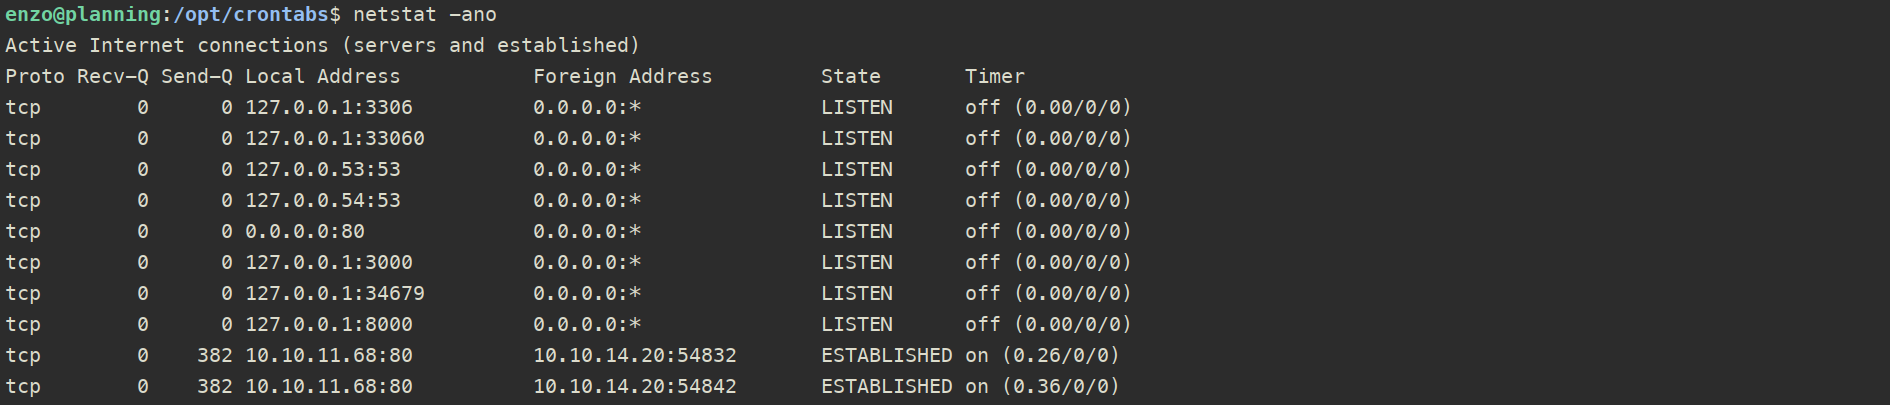 enzo@planning:/opt/crontabs$ netstat -ano
Active Internet connections (servers and established)
Proto Recv-Q Send-Q Local Address           Foreign Address         State       Timer
tcp        0      0 127.0.0.1:3306          0.0.0.0:*               LISTEN      off (0.00/0/0)
tcp        0      0 127.0.0.1:33060         0.0.0.0:*               LISTEN      off (0.00/0/0)
tcp        0      0 127.0.0.53:53           0.0.0.0:*               LISTEN      off (0.00/0/0)
tcp        0      0 127.0.0.54:53           0.0.0.0:*               LISTEN      off (0.00/0/0)
tcp        0      0 0.0.0.0:80              0.0.0.0:*               LISTEN      off (0.00/0/0)
tcp        0      0 127.0.0.1:3000          0.0.0.0:*               LISTEN      off (0.00/0/0)
tcp        0      0 127.0.0.1:34679         0.0.0.0:*               LISTEN      off (0.00/0/0)
tcp        0      0 127.0.0.1:8000          0.0.0.0:*               LISTEN      off (0.00/0/0)
tcp        0    382 10.10.11.68:80          10.10.14.20:54832       ESTABLISHED on (0.26/0/0)
tcp        0    382 10.10.11.68:80          10.10.14.20:54842       ESTABLISHED on (0.36/0/0)